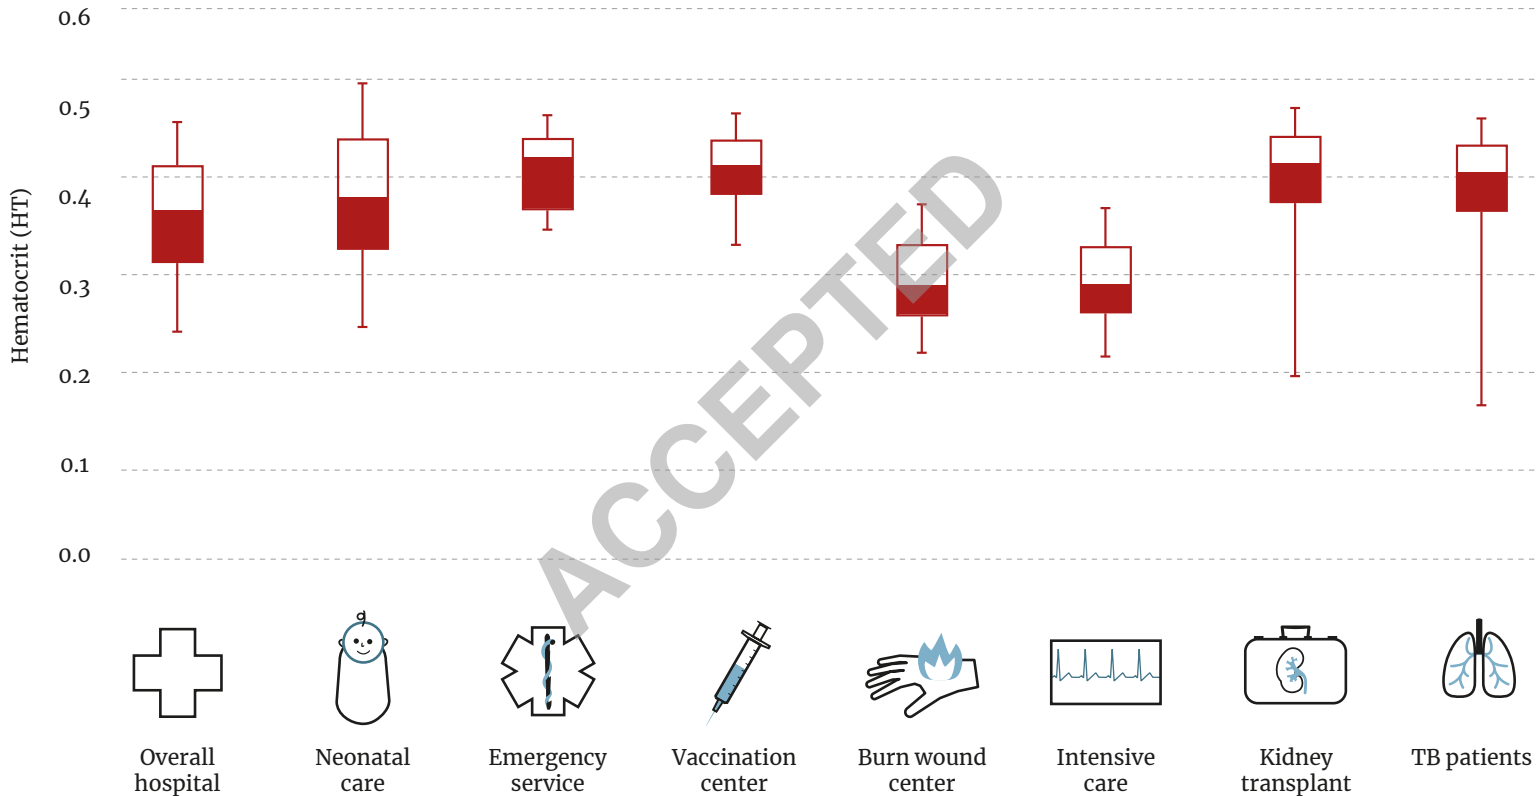 0.6
0.5
0.4
0.3
0.2
0.1
0.0
Hematocrit (HT)
ACCEPTED
Overall
hospital
Neonatal
care
Emergency
service
Vaccination
center
Burn wound
center
Intensive
care
Kidney
transplant
TB patients